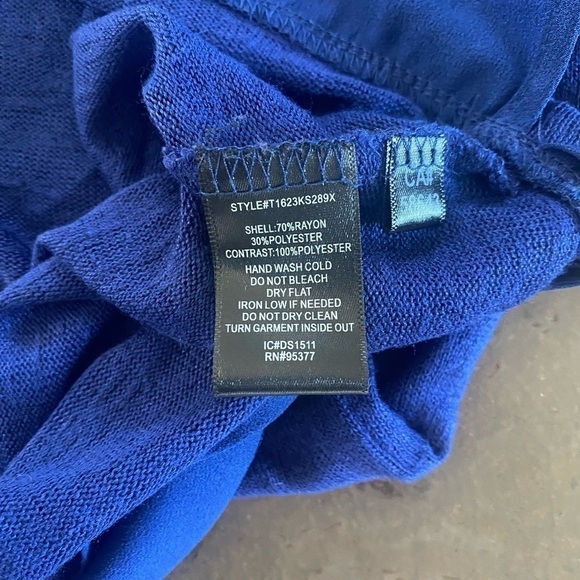 STYLE#T1623KS289X
SHELL:70%RAYON
30%POLYESTER
CONTRAST:100%POLYESTER
HAND WASH COLD
DO NOT BLEACH
DRY FLAT
IRON LOW IF NEEDED
DO NOT DRY CLEAN
TURN GARMENT INSIDE OUT
IC#DS1511
RN#95377
CA#